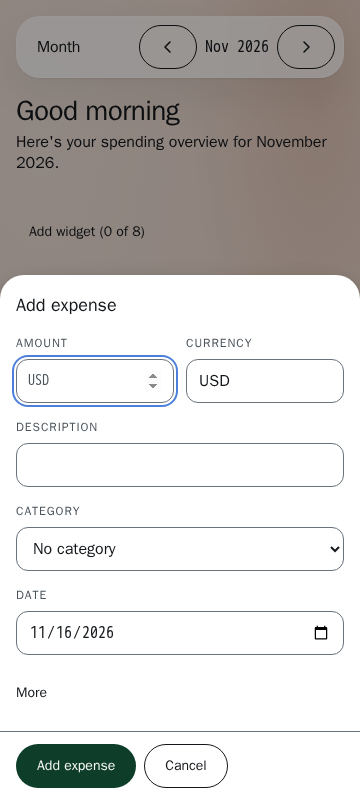 Month
Nov 2026
Good morning
Here's your spending overview for November
2026.
Add widget (0 of 8)
Add expense
AMOUNT
CURRENCY
USD
USD
DESCRIPTION
CATEGORY
No category
DATE
11/16/2026
More
Add expense
Cancel